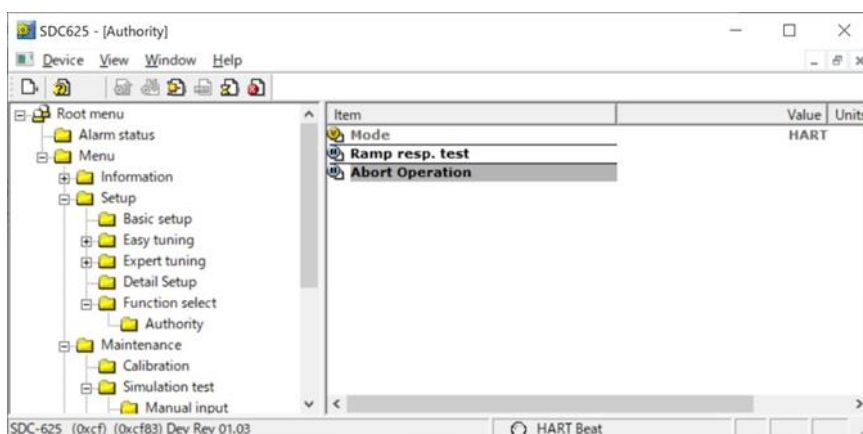 SDC625 - [Authority]
Device View Window Help
Root menu
Alarm status
Menu
Information
Setup
Basic setup
Easy tuning
Expert tuning
Detail Setup
Function select
Authority
Maintenance
Calibration
Simulation test
Manual input
Item Value Units
Mode HART
Ramp resp. test
Abort Operation
SDC-625 (0xcf) (0xcf83) Dev Rev 01.03 HART Beat